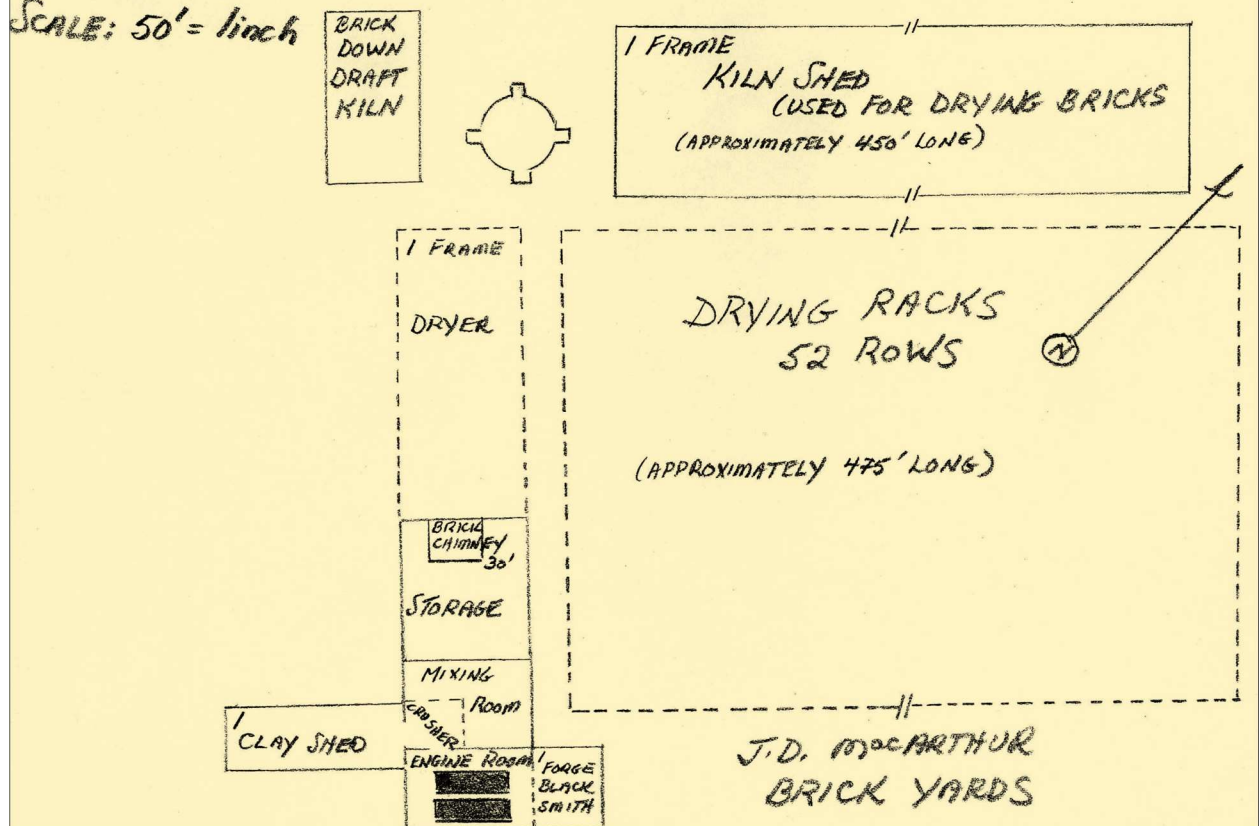 SCALE: 50' = 1inch
BRICK
DOWN
DRAFT
KILN
1 FRAME
KILN SHED
(USED FOR DRYING BRICKS
(APPROXIMATELY 450' LONG)
1 FRAME
DRYER
DRYING RACKS
52 ROWS
N
(APPROXIMATELY 475' LONG)
BRICK
CHIMNEY
30'
STORAGE
MIXING
ROOM
CRUSHER
1
CLAY SHED
ENGINE ROOM
1 FORGE
BLACK
SMITH
J.D. MacARTHUR
BRICK YARDS